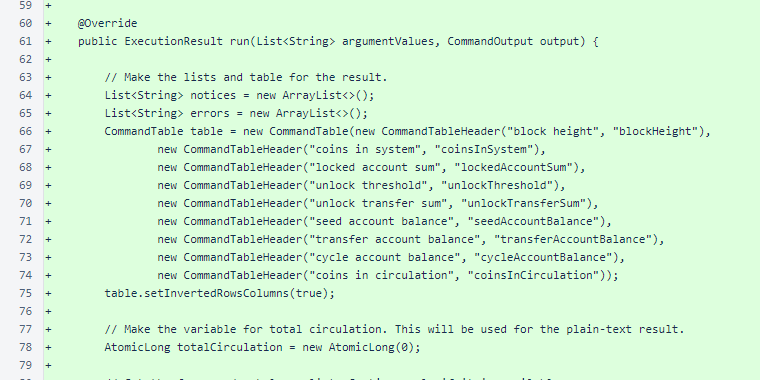 59 +
60 +     @Override
61 +     public ExecutionResult run(List<String> argumentValues, CommandOutput output) {
62 +
63 +         // Make the lists and table for the result.
64 +         List<String> notices = new ArrayList<>();
65 +         List<String> errors = new ArrayList<>();
66 +         CommandTable table = new CommandTable(new CommandTableHeader("block height", "blockHeight"),
67 +                 new CommandTableHeader("coins in system", "coinsInSystem"),
68 +                 new CommandTableHeader("locked account sum", "lockedAccountSum"),
69 +                 new CommandTableHeader("unlock threshold", "unlockThreshold"),
70 +                 new CommandTableHeader("unlock transfer sum", "unlockTransferSum"),
71 +                 new CommandTableHeader("seed account balance", "seedAccountBalance"),
72 +                 new CommandTableHeader("transfer account balance", "transferAccountBalance"),
73 +                 new CommandTableHeader("cycle account balance", "cycleAccountBalance"),
74 +                 new CommandTableHeader("coins in circulation", "coinsInCirculation"));
75 +         table.setInvertedRowsColumns(true);
76 +
77 +         // Make the variable for total circulation. This will be used for the plain-text result.
78 +         AtomicLong totalCirculation = new AtomicLong(0);
79 +